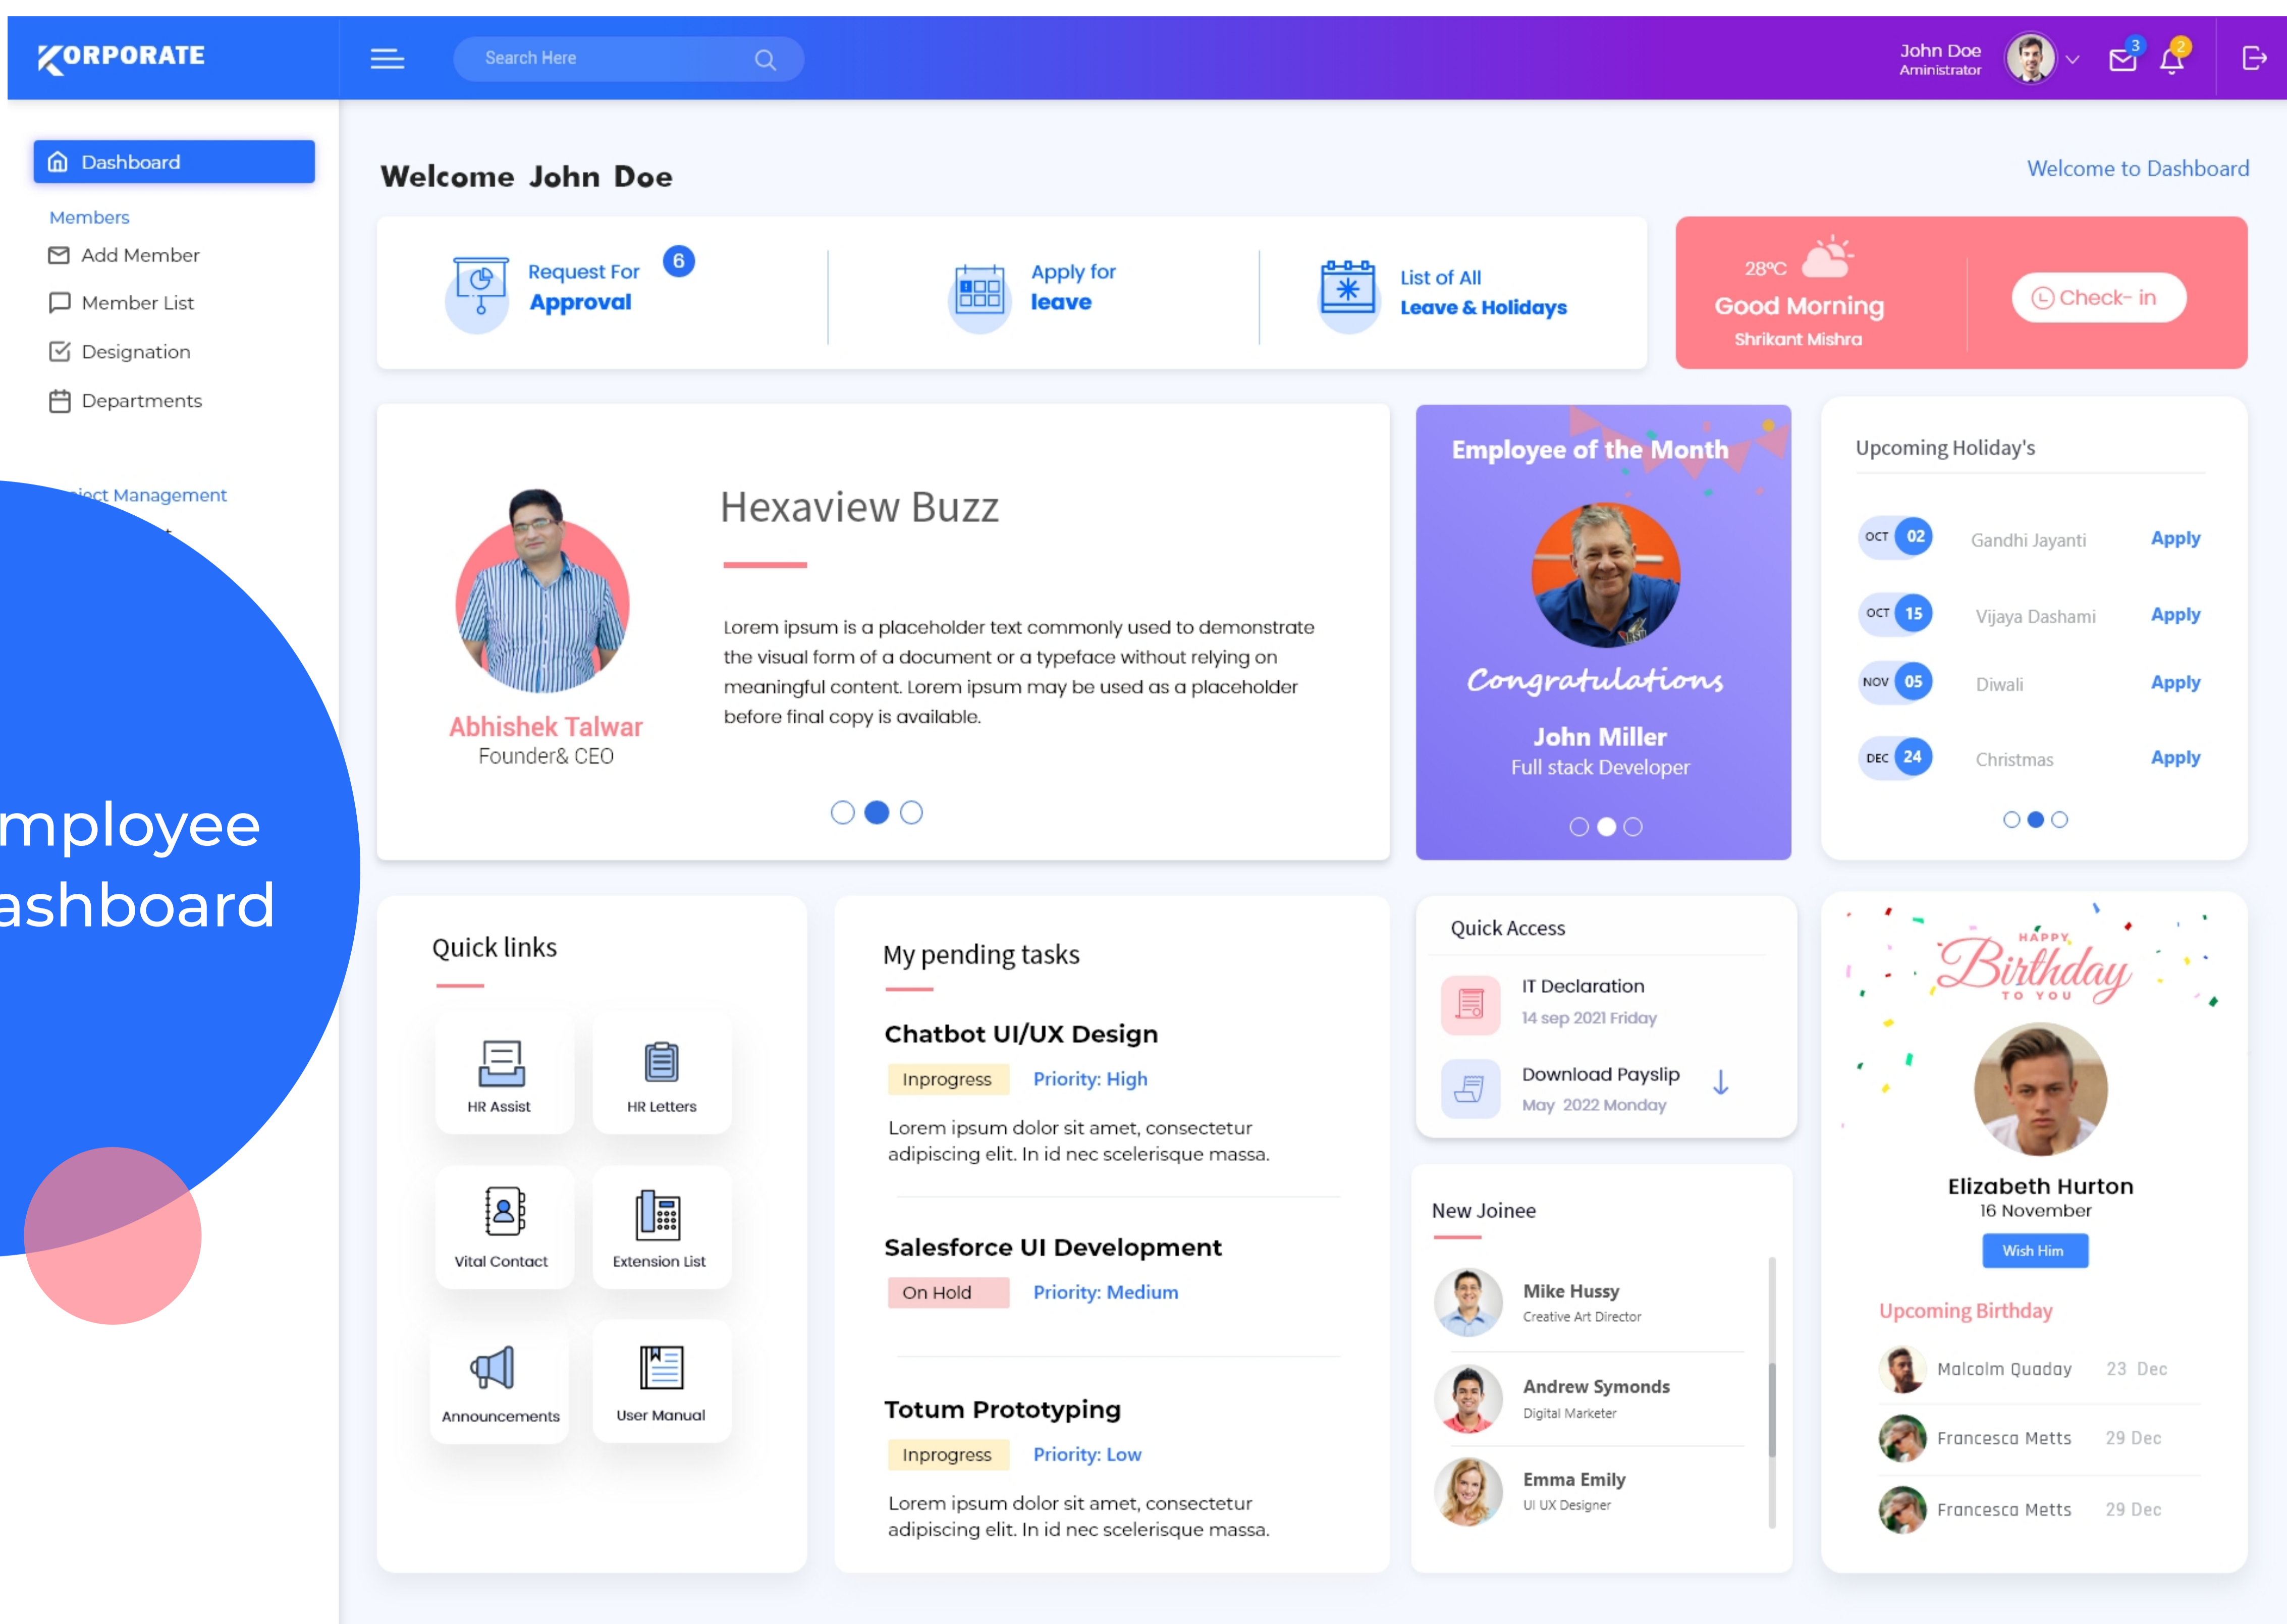 KORPORATE
Search Here
John Doe
Aministrator
3
2
Dashboard
Members
Add Member
Member List
Designation
Departments
Management
mployee
ashboard
Welcome John Doe
Welcome to Dashboard
Request For
Approval
6
Apply for
leave
List of All
Leave & Holidays
28°C
Good Morning
Shrikant Mishra
Check- in
Abhishek Talwar
Founder& CEO
Hexaview Buzz
Lorem ipsum is a placeholder text commonly used to demonstrate
the visual form of a document or a typeface without relying on
meaningful content. Lorem ipsum may be used as a placeholder
before final copy is available.
Employee of the Month
Congratulations
John Miller
Full stack Developer
Upcoming Holiday's
OCT 02 Gandhi Jayanti Apply
OCT 15 Vijaya Dashami Apply
NOV 05 Diwali Apply
DEC 24 Christmas Apply
Quick links
HR Assist
HR Letters
Vital Contact
Extension List
Announcements
User Manual
My pending tasks
Chatbot UI/UX Design
Inprogress Priority: High
Lorem ipsum dolor sit amet, consectetur
adipiscing elit. In id nec scelerisque massa.
Salesforce UI Development
On Hold Priority: Medium
Totum Prototyping
Inprogress Priority: Low
Lorem ipsum dolor sit amet, consectetur
adipiscing elit. In id nec scelerisque massa.
Quick Access
IT Declaration
14 sep 2021 Friday
Download Payslip
May 2022 Monday
New Joinee
Mike Hussy
Creative Art Director
Andrew Symonds
Digital Marketer
Emma Emily
UI UX Designer
HAPPY
Birthday
TO YOU
Elizabeth Hurton
16 November
Wish Him
Upcoming Birthday
Malcolm Quaday 23 Dec
Francesca Metts 29 Dec
Francesca Metts 29 Dec